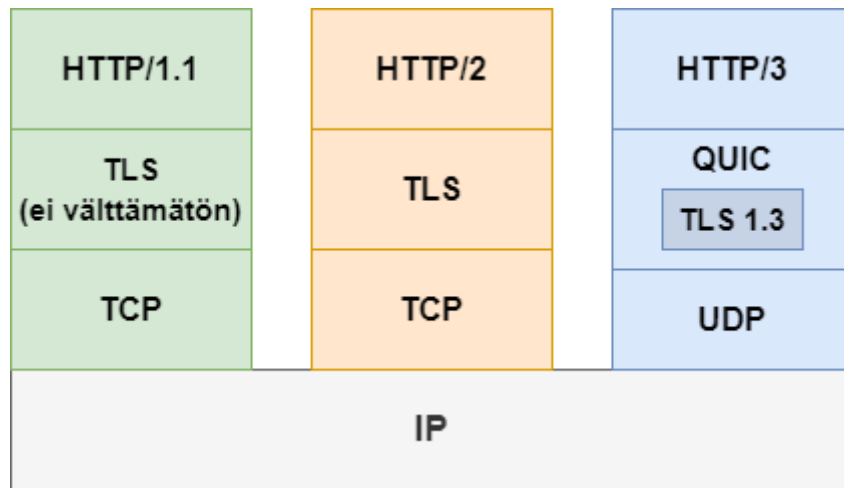 HTTP/1.1
TLS
(ei välttämätön)
TCP
HTTP/2
TLS
TCP
HTTP/3
QUIC
TLS 1.3
UDP
IP